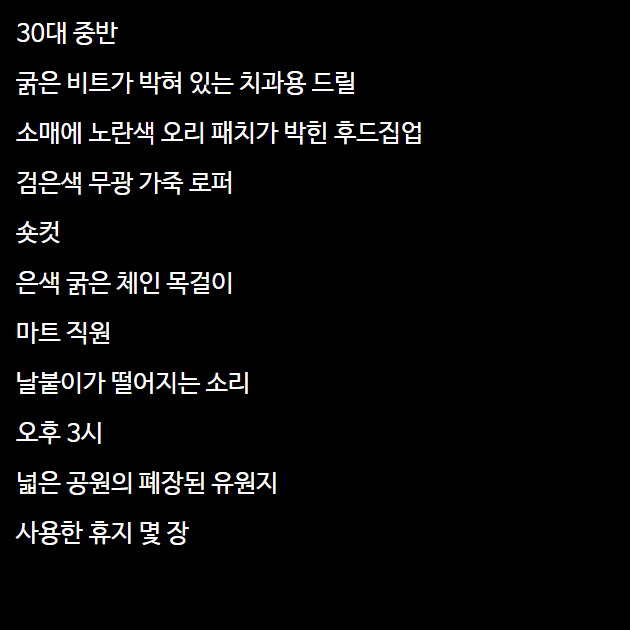 30대 중반
굵은 비트가 박혀 있는 치과용 드릴
소매에 노란색 오리 패치가 박힌 후드집업
검은색 무광 가죽 로퍼
숏컷
은색 굵은 체인 목걸이
마트 직원
날붙이가 떨어지는 소리
오후 3시
넓은 공원의 폐장된 유원지
사용한 휴지 몇 장